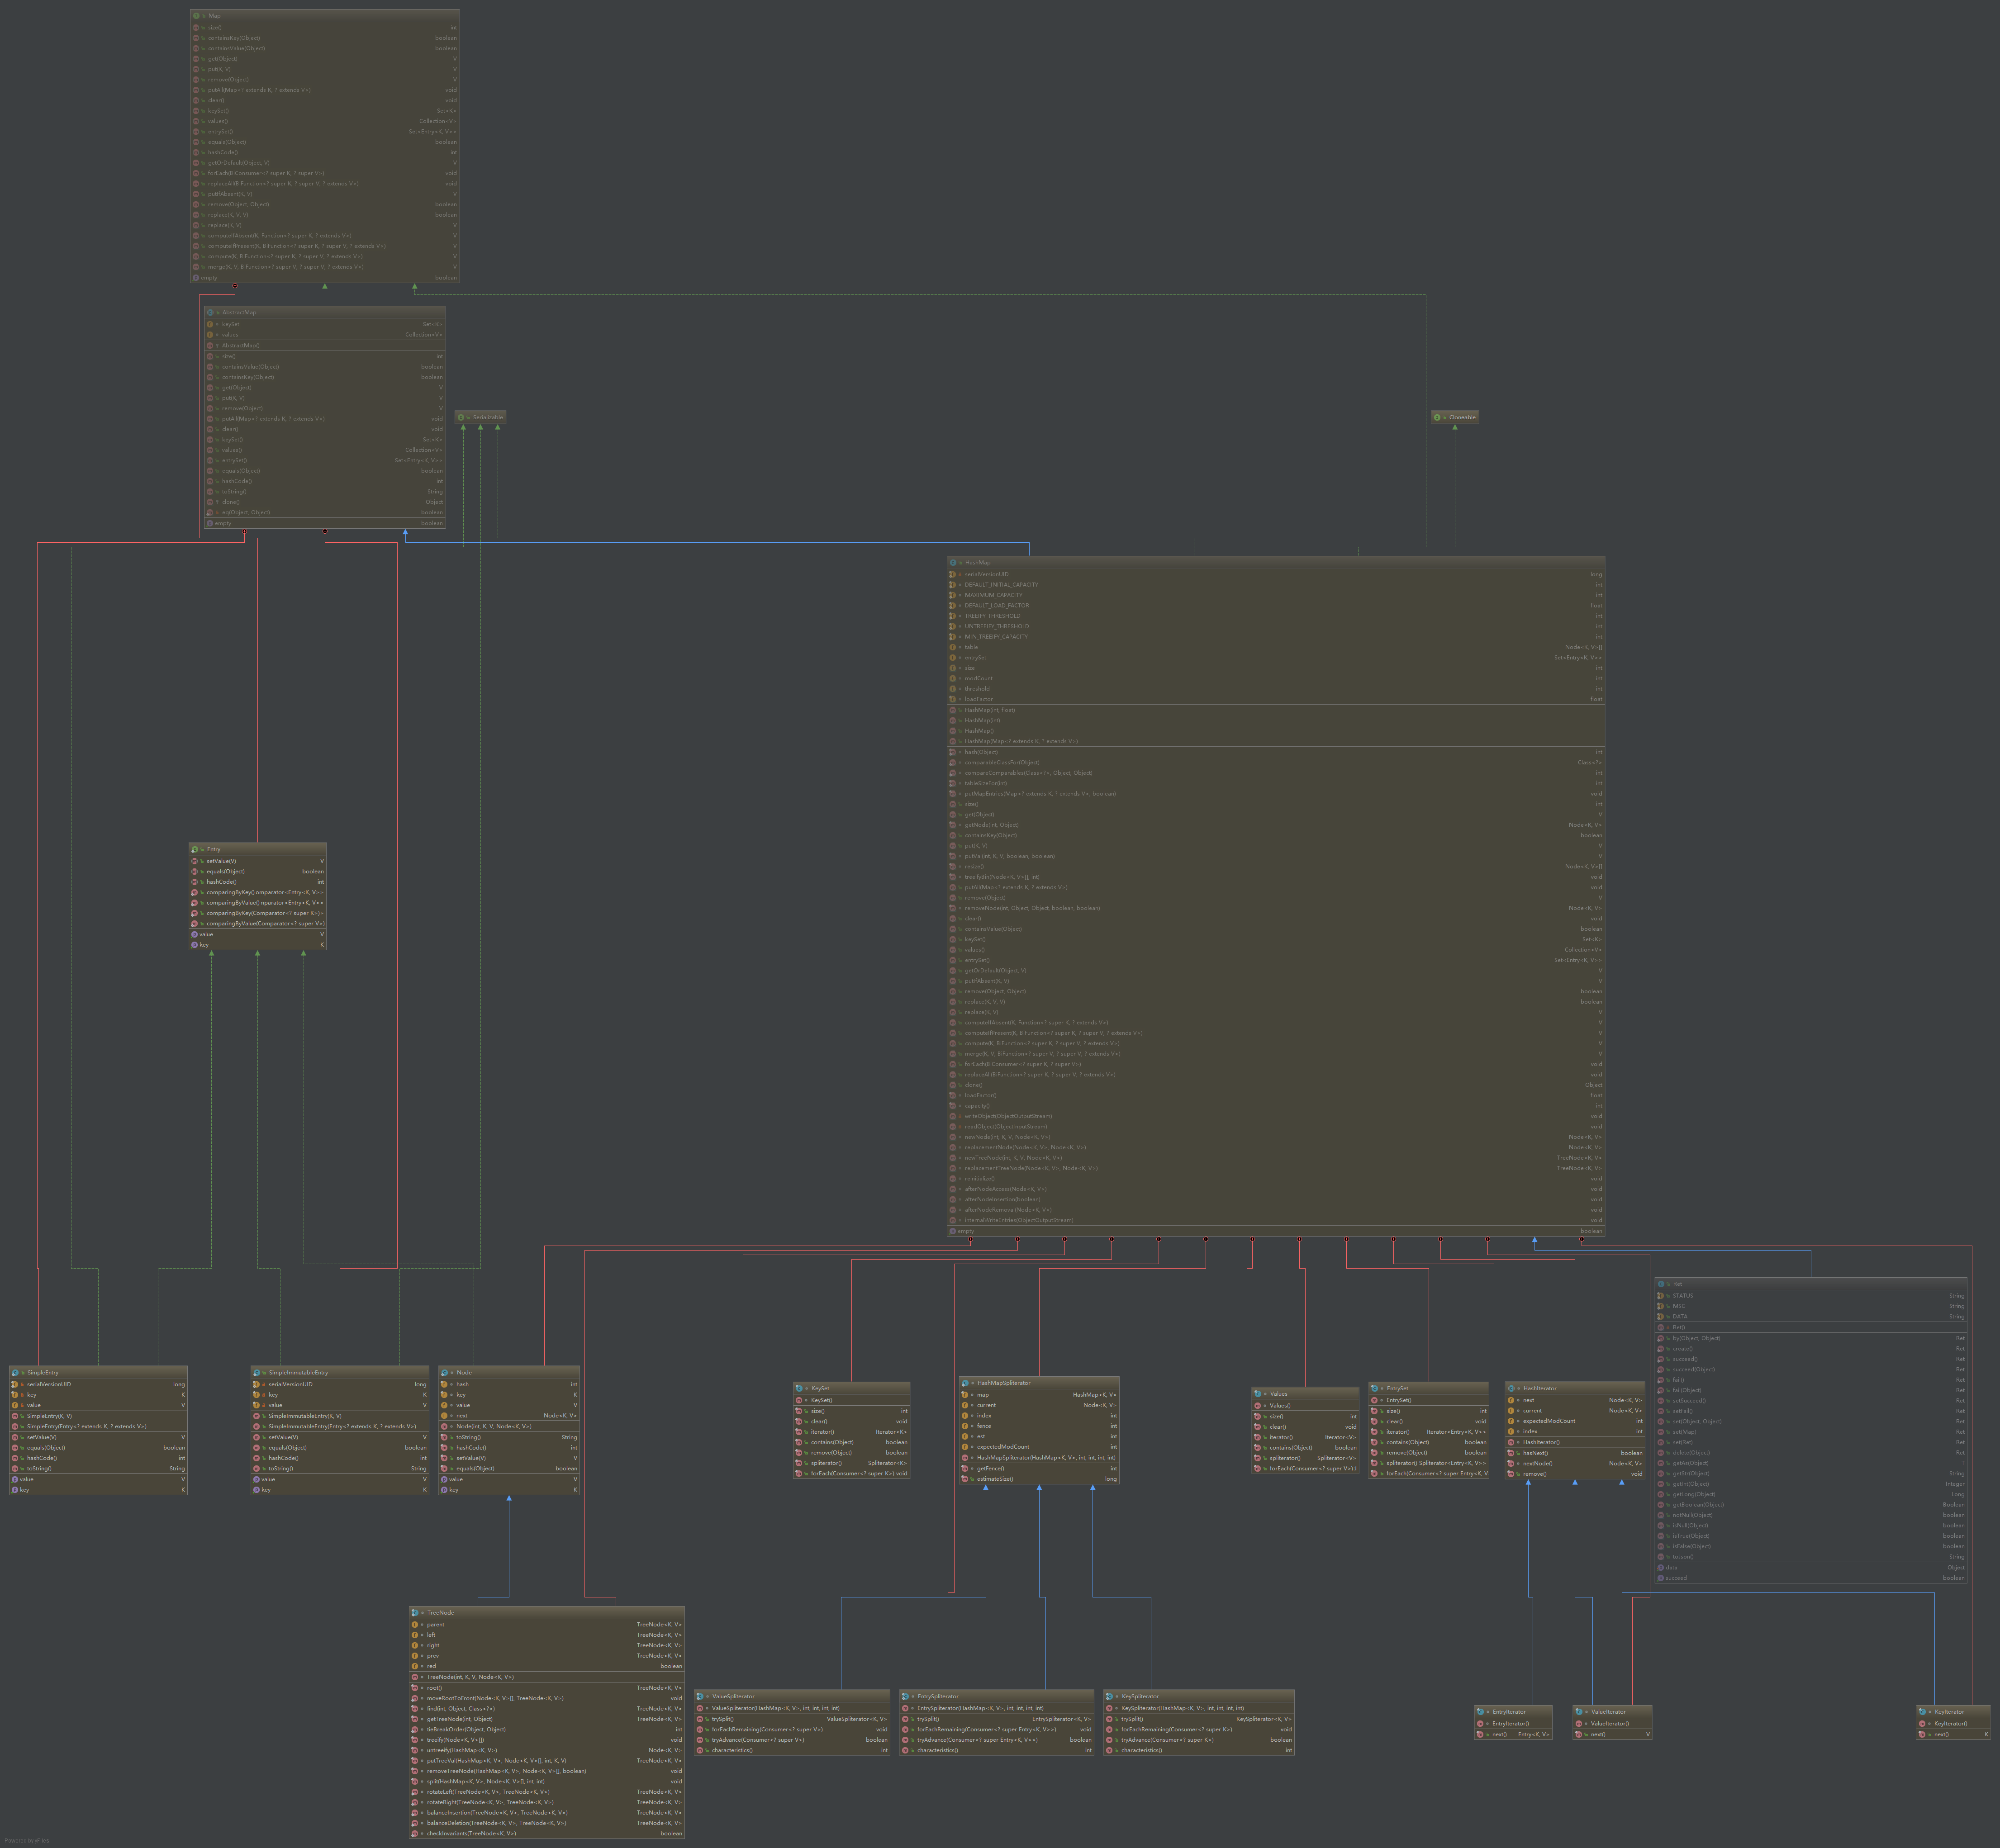 Map
size() int
containsKey(Object) boolean
containsValue(Object) boolean
get(Object) V
put(K, V) V
remove(Object) V
putAll(Map<? extends K, ? extends V>) void
clear() void
keySet() Set<K>
values() Collection<V>
entrySet() Set<Entry<K, V>>
equals(Object) boolean
hashCode() int
getOrDefault(Object, V) V
forEach(BiConsumer<? super K, ? super V>) void
replaceAll(BiFunction<? super K, ? super V, ? extends V>) void
putIfAbsent(K, V) V
remove(Object, Object) boolean
replace(K, V, V) boolean
replace(K, V) V
computeIfAbsent(K, Function<? super K, ? extends V>) V
computeIfPresent(K, BiFunction<? super K, ? super V, ? extends V>) V
compute(K, BiFunction<? super K, ? super V, ? extends V>) V
merge(K, V, BiFunction<? super V, ? super V, ? extends V>) V
empty boolean
AbstractMap
keySet Set<K>
values Collection<V>
AbstractMap()
size() int
containsValue(Object) boolean
containsKey(Object) boolean
get(Object) V
put(K, V) V
remove(Object) V
putAll(Map<? extends K, ? extends V>) void
clear() void
keySet() Set<K>
values() Collection<V>
entrySet() Set<Entry<K, V>>
equals(Object) boolean
hashCode() int
toString() String
clone() Object
eq(Object, Object) boolean
empty boolean
Serializable
Cloneable
HashMap
serialVersionUID long
DEFAULT_INITIAL_CAPACITY int
MAXIMUM_CAPACITY int
DEFAULT_LOAD_FACTOR float
TREEIFY_THRESHOLD int
UNTREEIFY_THRESHOLD int
MIN_TREEIFY_CAPACITY int
table Node<K, V>[]
entrySet Set<Entry<K, V>>
size int
modCount int
threshold int
loadFactor float
HashMap(int, float)
HashMap(int)
HashMap()
HashMap(Map<? extends K, ? extends V>)
hash(Object) int
comparableClassFor(Object) Class<?>
compareComparables(Class<?>, Object, Object) int
tableSizeFor(int) int
putMapEntries(Map<? extends K, ? extends V>, boolean) void
size() int
get(Object) V
getNode(int, Object) Node<K, V>
containsKey(Object) boolean
put(K, V) V
putVal(int, K, V, boolean, boolean) V
resize() Node<K, V>[]
treeifyBin(Node<K, V>[], int) void
putAll(Map<? extends K, ? extends V>) void
remove(Object) V
removeNode(int, Object, Object, boolean, boolean) Node<K, V>
clear() void
containsValue(Object) boolean
keySet() Set<K>
values() Collection<V>
entrySet() Set<Entry<K, V>>
getOrDefault(Object, V) V
putIfAbsent(K, V) V
remove(Object, Object) boolean
replace(K, V, V) boolean
replace(K, V) V
computeIfAbsent(K, Function<? super K, ? extends V>) V
computeIfPresent(K, BiFunction<? super K, ? super V, ? extends V>) V
compute(K, BiFunction<? super K, ? super V, ? extends V>) V
merge(K, V, BiFunction<? super V, ? super V, ? extends V>) V
forEach(BiConsumer<? super K, ? super V>) void
replaceAll(BiFunction<? super K, ? super V, ? extends V>) void
clone() Object
loadFactor() float
capacity() int
writeObject(ObjectOutputStream) void
readObject(ObjectInputStream) void
newNode(int, K, V, Node<K, V>) Node<K, V>
replacementNode(Node<K, V>, Node<K, V>) Node<K, V>
newTreeNode(int, K, V, Node<K, V>) TreeNode<K, V>
replacementTreeNode(Node<K, V>, Node<K, V>) TreeNode<K, V>
reinitialize() void
afterNodeAccess(Node<K, V>) void
afterNodeInsertion(boolean) void
afterNodeRemoval(Node<K, V>) void
internalWriteEntries(ObjectOutputStream) void
empty boolean
Entry
setValue(V) V
equals(Object) boolean
hashCode() int
comparingByKey() omparator<Entry<K, V>>
comparingByValue() nparator<Entry<K, V>>
comparingByKey(Comparator<? super K>)<
comparingByValue(Comparator<? super V>)
value V
key K
SimpleEntry
serialVersionUID long
key K
value V
SimpleEntry(K, V)
SimpleEntry(Entry<? extends K, ? extends V>)
setValue(V) V
equals(Object) boolean
hashCode() int
toString() String
value V
key K
SimpleImmutableEntry
serialVersionUID long
key K
value V
SimpleImmutableEntry(K, V)
SimpleImmutableEntry(Entry<? extends K, ? extends V>)
setValue(V) V
equals(Object) boolean
hashCode() int
toString() String
value V
key K
Node
hash int
key K
value V
next Node<K, V>
Node(int, K, V, Node<K, V>)
toString() String
hashCode() int
setValue(V) V
equals(Object) boolean
value V
key K
KeySet
KeySet()
size() int
clear() void
iterator() Iterator<K>
contains(Object) boolean
remove(Object) boolean
spliterator() Spliterator<K>
forEach(Consumer<? super K>) void
HashMapSpliterator
map HashMap<K, V>
current Node<K, V>
index int
fence int
est int
expectedModCount int
HashMapSpliterator(HashMap<K, V>, int, int, int, int)
getFence() int
estimateSize() long
Values
Values()
size() int
clear() void
iterator() Iterator<V>
contains(Object) boolean
spliterator() Spliterator<V>
forEach(Consumer<? super V>)
EntrySet
EntrySet()
size() int
clear() void
iterator() Iterator<Entry<K, V>>
contains(Object) boolean
remove(Object) boolean
spliterator() Spliterator<Entry<K, V>>
forEach(Consumer<? super Entry<K, V
HashIterator
next Node<K, V>
current Node<K, V>
expectedModCount int
index int
HashIterator()
hasNext() boolean
nextNode() Node<K, V>
remove() void
Ret
STATUS String
MSG String
DATA String
Ret()
by(Object, Object) Ret
create() Ret
succeed() Ret
succeed(Object) Ret
fail() Ret
fail(Object) Ret
setSucceed() Ret
setFail() Ret
set(Object, Object) Ret
set(Map) Ret
set(Ret) Ret
delete(Object) Ret
getAs(Object) T
getStr(Object) String
getInt(Object) Integer
getLong(Object) Long
getBoolean(Object) Boolean
notNull(Object) boolean
isNull(Object) boolean
isTrue(Object) boolean
isFalse(Object) boolean
toJson() String
data Object
succeed boolean
TreeNode
parent TreeNode<K, V>
left TreeNode<K, V>
right TreeNode<K, V>
prev TreeNode<K, V>
red boolean
TreeNode(int, K, V, Node<K, V>)
root() TreeNode<K, V>
moveRootToFront(Node<K, V>[], TreeNode<K, V>) void
find(int, Object, Class<?>) TreeNode<K, V>
getTreeNode(int, Object) TreeNode<K, V>
tieBreakOrder(Object, Object) int
treeify(Node<K, V>[]) void
untreeify(HashMap<K, V>) Node<K, V>
putTreeVal(HashMap<K, V>, Node<K, V>[], int, K, V) TreeNode<K, V>
removeTreeNode(HashMap<K, V>, Node<K, V>[], boolean) void
split(HashMap<K, V>, Node<K, V>[], int, int) void
rotateLeft(TreeNode<K, V>, TreeNode<K, V>) TreeNode<K, V>
rotateRight(TreeNode<K, V>, TreeNode<K, V>) TreeNode<K, V>
balanceInsertion(TreeNode<K, V>, TreeNode<K, V>) TreeNode<K, V>
balanceDeletion(TreeNode<K, V>, TreeNode<K, V>) TreeNode<K, V>
checkInvariants(TreeNode<K, V>) boolean
ValueSpliterator
ValueSpliterator(HashMap<K, V>, int, int, int, int)
trySplit() ValueSpliterator<K, V>
forEachRemaining(Consumer<? super V>) void
tryAdvance(Consumer<? super V>) boolean
characteristics() int
EntrySpliterator
EntrySpliterator(HashMap<K, V>, int, int, int, int)
trySplit() EntrySpliterator<K, V>
forEachRemaining(Consumer<? super Entry<K, V>>) void
tryAdvance(Consumer<? super Entry<K, V>>) boolean
characteristics() int
KeySpliterator
KeySpliterator(HashMap<K, V>, int, int, int, int)
trySplit() KeySpliterator<K, V>
forEachRemaining(Consumer<? super K>) void
tryAdvance(Consumer<? super K>) boolean
characteristics() int
EntryIterator
EntryIterator()
next() Entry<K, V>
ValueIterator
ValueIterator()
next() V
KeyIterator
KeyIterator()
next() K
Powered by yFiles